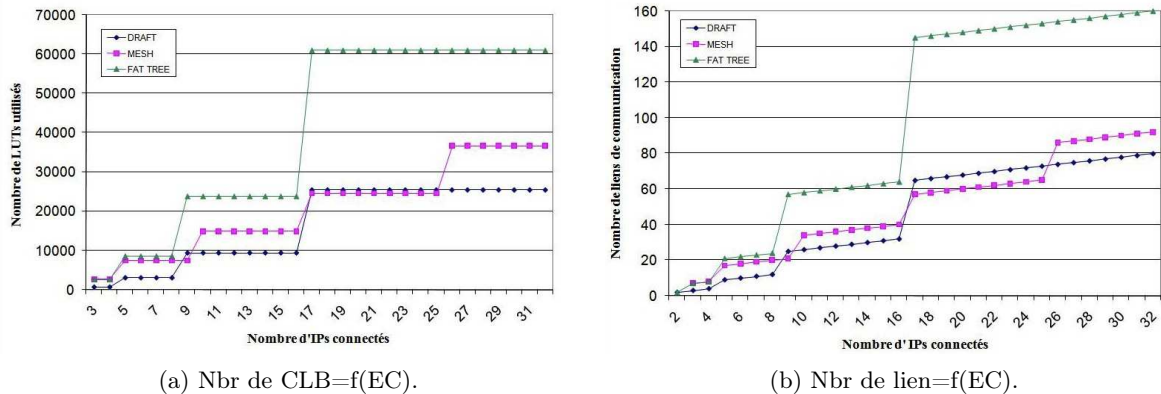 70000
60000
50000
40000
30000
20000
10000
0
Nombre de LUTs utilisés
DRAFT
MESH
FAT TREE
3 5 7 9 11 13 15 17 19 21 23 25 27 29 31
Nombre d'IPs connectés
(a) Nbr de CLB=f(EC).
160
140
120
100
80
60
40
20
0
Nombre de liens de communication
DRAFT
MESH
FAT TREE
2 4 6 8 10 12 14 16 18 20 22 24 26 28 30 32
Nombre d' IPs connectés
(b) Nbr de lien=f(EC).